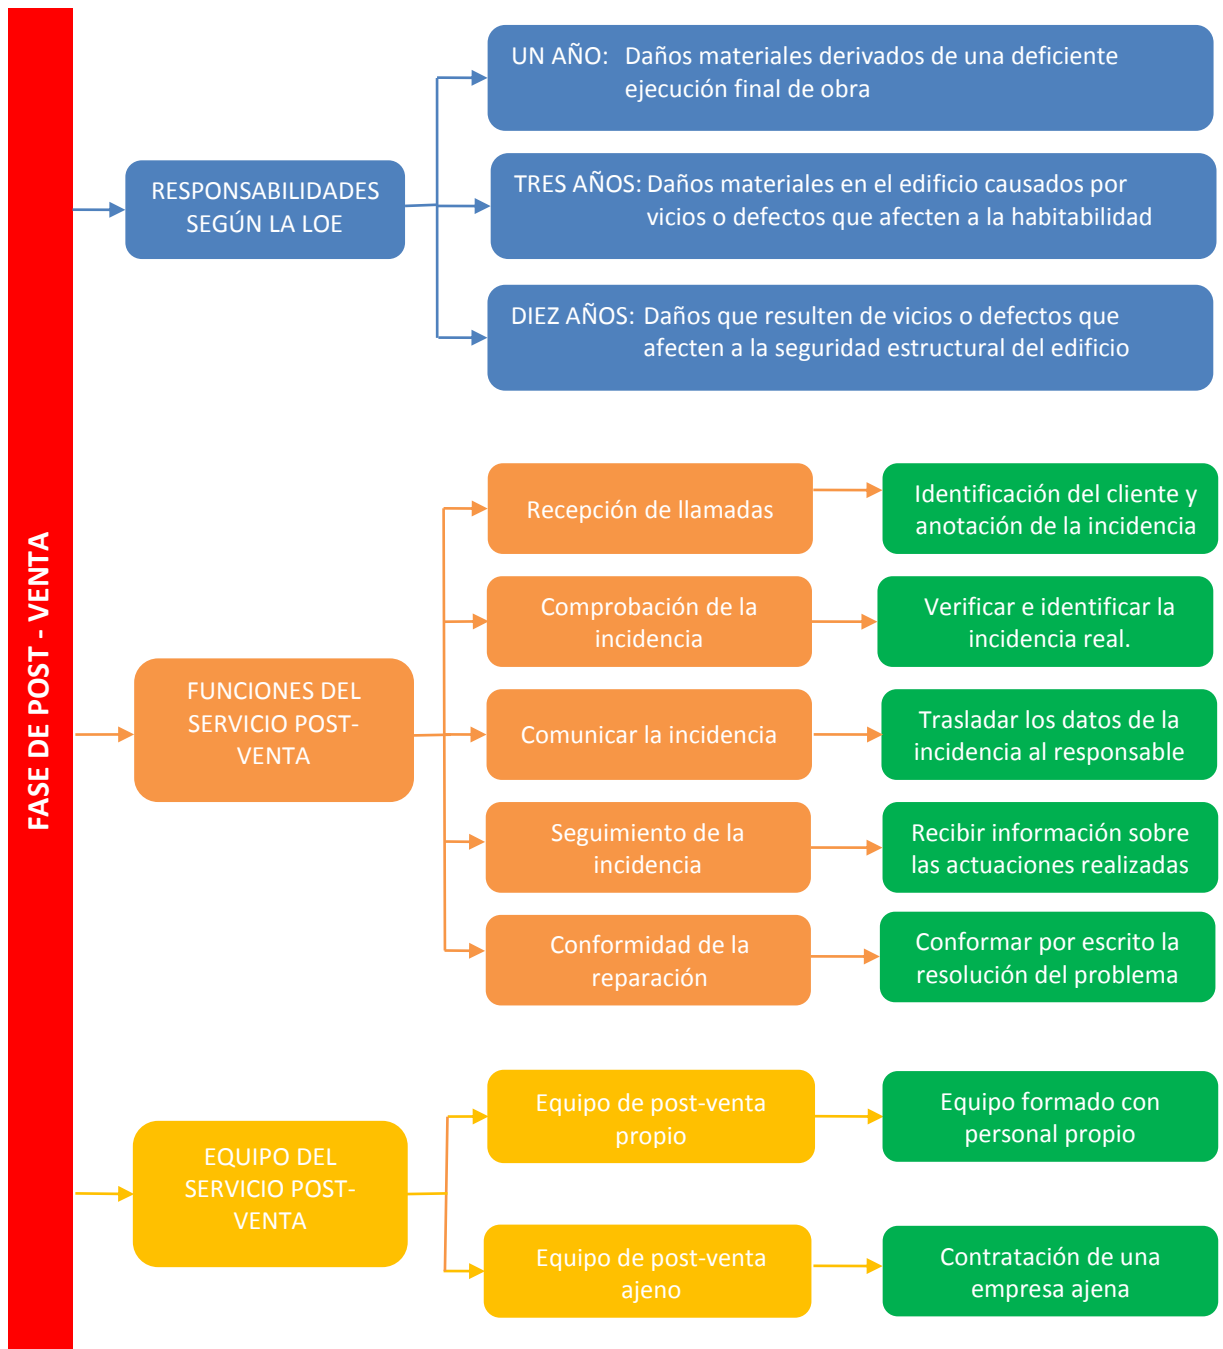 FASE DE POST - VENTA
RESPONSABILIDADES
SEGÚN LA LOE
UN AÑO: Daños materiales derivados de una deficiente
ejecución final de obra
TRES AÑOS: Daños materiales en el edificio causados por
vicios o defectos que afecten a la habitabilidad
DIEZ AÑOS: Daños que resulten de vicios o defectos que
afecten a la seguridad estructural del edificio
FUNCIONES DEL
SERVICIO POST-
VENTA
Recepción de llamadas
Identificación del cliente y
anotación de la incidencia
Comprobación de la
incidencia
Verificar e identificar la
incidencia real.
Comunicar la incidencia
Trasladar los datos de la
incidencia al responsable
Seguimiento de la
incidencia
Recibir información sobre
las actuaciones realizadas
Conformidad de la
reparación
Conformar por escrito la
resolución del problema
EQUIPO DEL
SERVICIO POST-
VENTA
Equipo de post-venta
propio
Equipo formado con
personal propio
Equipo de post-venta
ajeno
Contratación de una
empresa ajena